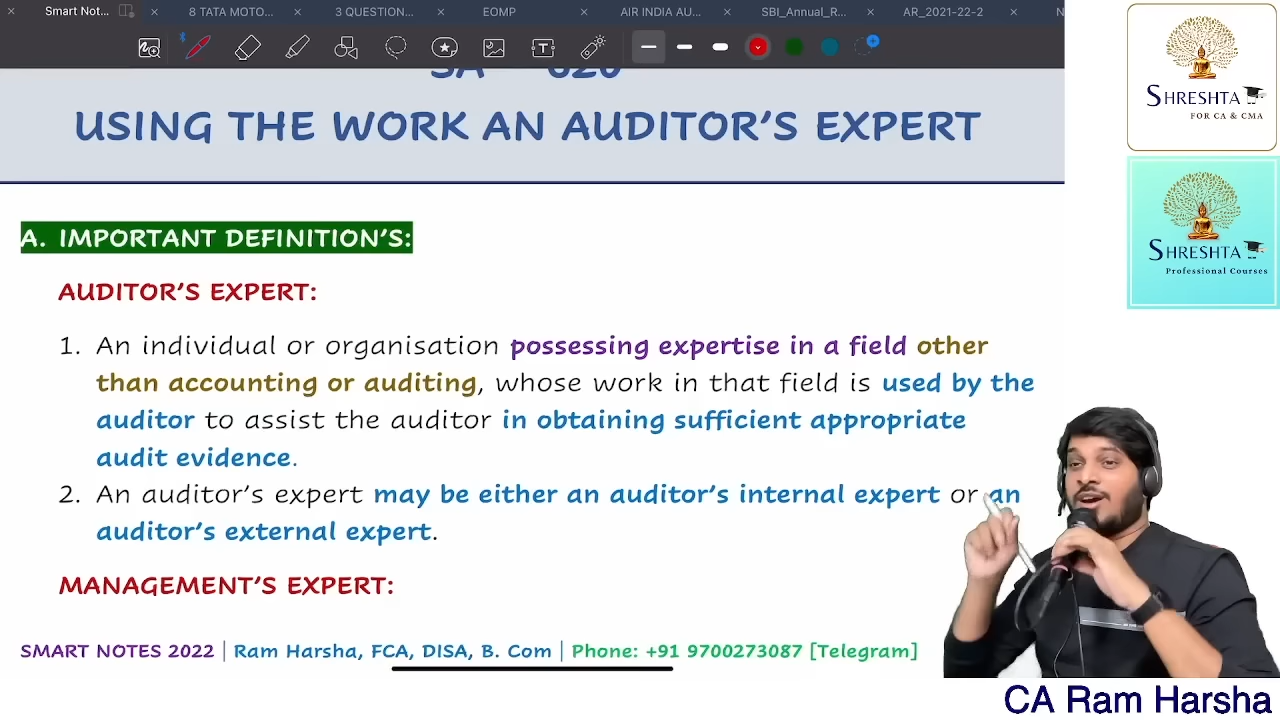 Smart Not...
8 TATA MOTO...
3 QUESTION...
EOMP
AIR INDIA AU...
SBI_Annual_R...
AR_2021-22-2
N
SA 620
USING THE WORK AN AUDITOR'S EXPERT
A. IMPORTANT DEFINITION'S:
AUDITOR'S EXPERT:
1. An individual or organisation possessing expertise in a field other
than accounting or auditing, whose work in that field is used by the
auditor to assist the auditor in obtaining sufficient appropriate
audit evidence.
2. An auditor's expert may be either an auditor's internal expert or an
auditor's external expert.
MANAGEMENT'S EXPERT:
SMART NOTES 2022 | Ram Harsha, FCA, DISA, B. Com | Phone: +91 9700273087 [Telegram]
SHRESHTA
FOR CA & CMA
SHRESHTA
Professional Courses
CA Ram Harsha